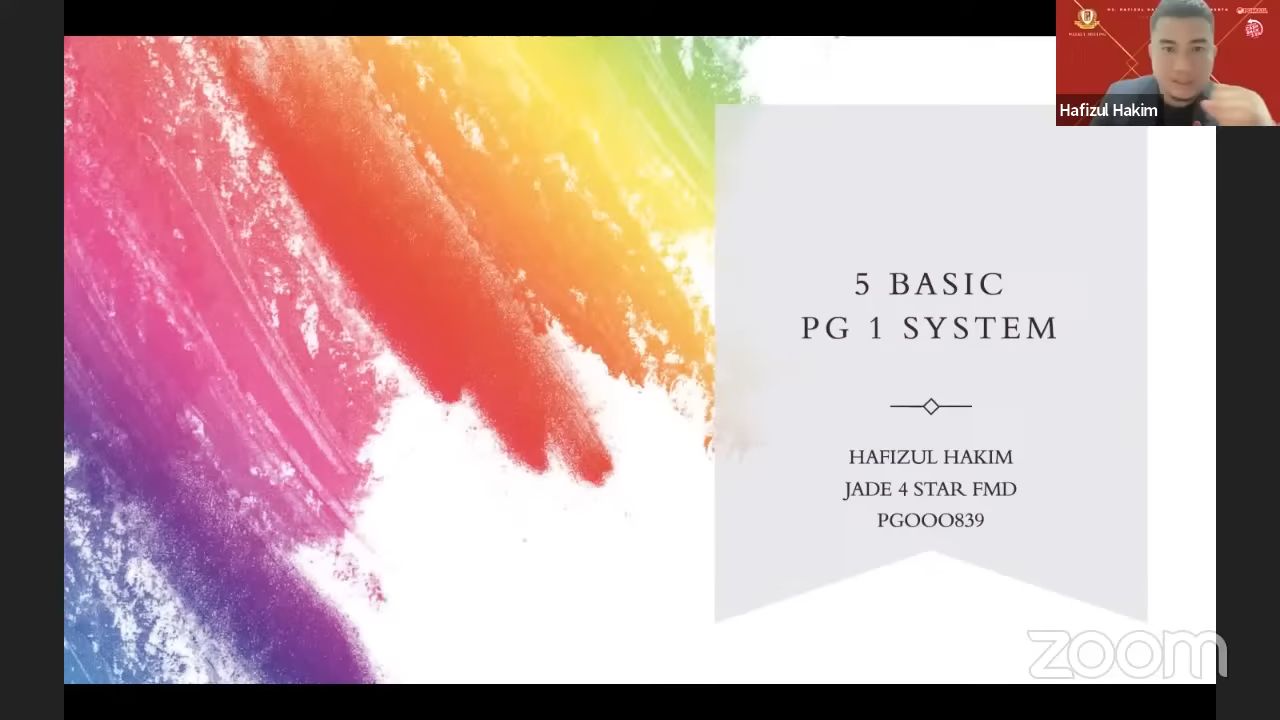 5 BASIC
PG 1 SYSTEM
HAFIZUL HAKIM
JADE 4 STAR FMD
PGOOO839
Hafizul Hakim
zoom